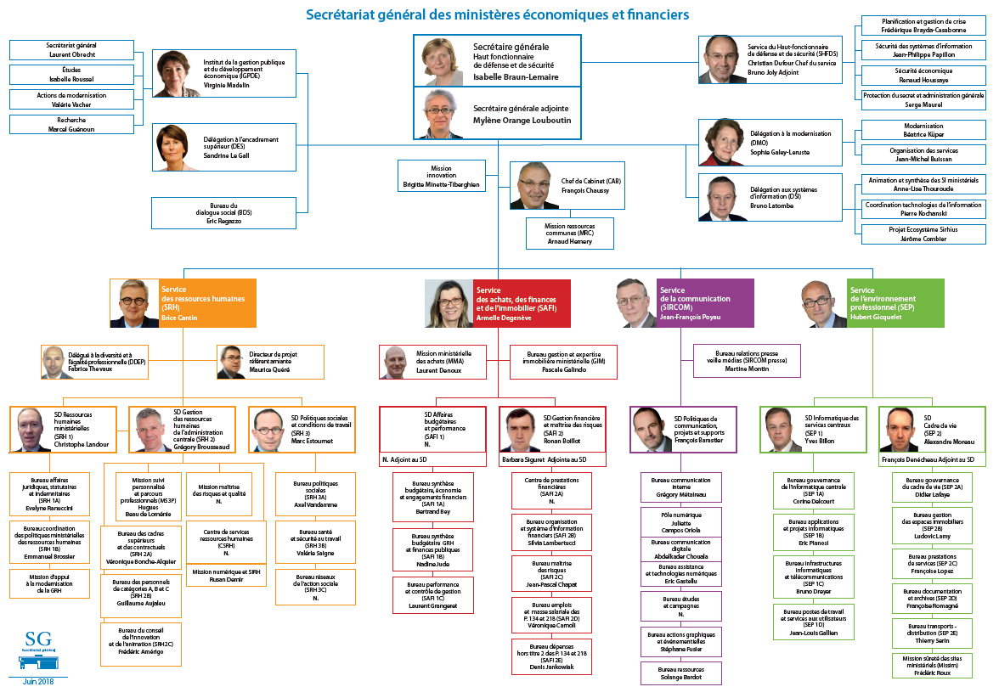 Secrétariat général des ministères économiques et financiers
Secrétaire générale
Haut fonctionnaire
de défense et de sécurité
Isabelle Braun-Lemaire
Secrétaire générale adjointe
Mylène Orange Louboutin
Secrétariat général
Laurent Obrecht
Études
Isabelle Roussel
Actions de modernisation
Valérie Vacher
Recherche
Marcel Guénoun
Institut de la gestion publique
et du développement
économique (IGPDE)
Virginie Madelin
Délégation à l'encadrement
supérieur (DES)
Sandrine Le Gall
Bureau du
dialogue social (BDS)
Eric Regazzo
Mission
innovation
Brigitte Minette-Tiberghien
Chef de Cabinet (CAB)
François Chaussy
Mission ressources
communes (MRC)
Arnaud Hemery
Service du Haut-fonctionnaire
de défense et de sécurité (SHFDS)
Christian Dufour Chef du service
Bruno Joly Adjoint
Planification et gestion de crise
Frédérique Brayda-Casabonne
Sécurité des systèmes d'information
Jean-Philippe Papillon
Sécurité économique
Renaud Houssaye
Protection du secret et administration générale
Serge Maurel
Délégation à la modernisation
(DMO)
Sophie Galey-Leruste
Modernisation
Béatrice Küper
Organisation des services
Jean-Michel Buissan
Délégation aux systèmes
d'information (DSI)
Bruno Latombe
Animation et synthèse des SI ministériels
Anne-Lise Thouroude
Coordination technologies de l'information
Pierre Kochanski
Projet Ecosystème Sirhius
Jérôme Combier
Service
des ressources humaines
(SRH)
Brice Cantin
Délégué à la diversité et à
l'égalité professionnelle (DDEP)
Fabrice Thevaux
Directeur de projet
référent amiante
Maurice Quéré
SD Ressources
humaines
ministérielles
(SRH 1)
Christophe Landour
SD Gestion
des ressources
humaines
de l'administration
centrale (SRH 2)
Grégory Brousseaud
SD Politiques sociales
et conditions de travail
(SRH 3)
Marc Estournet
Bureau affaires
juridiques, statutaires
et indemnitaires
(SRH 1A)
Evelyne Ranuccini
Bureau coordination
des politiques ministérielles
des ressources humaines
(SRH 1B)
Emmanuel Brossier
Mission d'appui
à la modernisation
de la GRH
Mission suivi
personnalisé
et parcours
professionnels (MS3P)
Hugues
Beau de Loménie
Bureau des cadres
supérieurs
et des contractuels
(SRH 2A)
Véronique Bonche-Alquier
Bureau des personnels
de catégories A, B et C
(SRH 2B)
Guillaume Aujaleu
Bureau du conseil
de l'innovation
et de l'animation (SRH2C)
Frédéric Amérigo
Mission maîtrise
des risques et qualité
N.
Centre de services
ressources humaines
(CSRH)
N.
Mission numérique et SIRH
Rusan Demir
Bureau politiques
sociales
(SRH 3A)
Axel Vandamme
Bureau santé
et sécurité au travail
(SRH 3B)
Valérie Saigne
Bureau réseaux
de l'action sociale
(SRH 3C)
N.
Service
des achats, des finances
et de l'immobilier (SAFI)
Armelle Degenève
Mission ministérielle
des achats (MMA)
Laurent Denoux
Bureau gestion et expertise
immobilière ministérielle (GIM)
Pascale Galindo
SD Affaires
budgétaires
et performance
(SAFI 1)
N.
N. Adjoint au SD
SD Gestion financière
et maîtrise des risques
(SAFI 2)
Ronan Boillot
Barbara Siguret Adjointe au SD
Bureau synthèse
budgétaire, économie
et engagements financiers
(SAFI 1A)
Bertrand Bey
Bureau synthèse
budgétaire GRH
et finances publiques
(SAFI 1B)
Nadine Jude
Bureau performance
et contrôle de gestion
(SAFI 1C)
Laurent Grangeret
Centre de prestations
financières
(SAFI 2A)
N.
Bureau organisation
et système d'information
financiers (SAFI 2B)
Silvia Lambertucci
Bureau maîtrise
des risques
(SAFI 2C)
Jean-Pascal Chapat
Bureau emplois
et masse salariale des
P. 134 et 218 (SAFI 2D)
Véronique Camoli
Bureau dépenses
hors titre 2 des P. 134 et 218
(SAFI 2E)
Denis Jankowiak
Service
de la communication
(SIRCOM)
Jean-François Poyau
Bureau relations presse
veille médias (SIRCOM presse)
Martine Montin
SD Politiques de
communication,
projets et supports
François Barastier
Bureau communication
interne
Grégory Métaireau
Pôle numérique
Juliette
Campos Oriola
Bureau communication
digitale
Abdelkader Chouala
Bureau assistance
et technologies numériques
Eric Gastellu
Bureau études
et campagnes
N.
Bureau actions graphiques
et événementielles
Stéphane Fusier
Bureau ressources
Solange Bardot
Service
de l'environnement
professionnel (SEP)
Hubert Gicquelet
SD Informatique des
services centraux
(SEP 1)
Yves Billon
SD
Cadre de vie
(SEP 2)
Alexandre Moreau
François Denécheau Adjoint au SD
Bureau gouvernance
de l'informatique centrale
(SEP 1A)
Corine Delcourt
Bureau applications
et projets informatiques
(SEP 1B)
Eric Pianosi
Bureau infrastructures
informatiques
et télécommunications
(SEP 1C)
Bruno Dreyer
Bureau postes de travail
et services aux utilisateurs
(SEP 1D)
Jean-Louis Gallien
Bureau gouvernance
du cadre de vie (SEP 2A)
Didier Lafaye
Bureau gestion
des espaces immobiliers
(SEP 2B)
Ludovic Lamy
Bureau prestations
de services (SEP 2C)
Françoise Lopez
Bureau documentation
et archives (SEP 2D)
Françoise Romagné
Bureau transports -
distribution (SEP 2E)
Thierry Serin
Mission sûreté des sites
ministériels (Missim)
Frédéric Roux
SG
Secrétariat général
Juin 2018